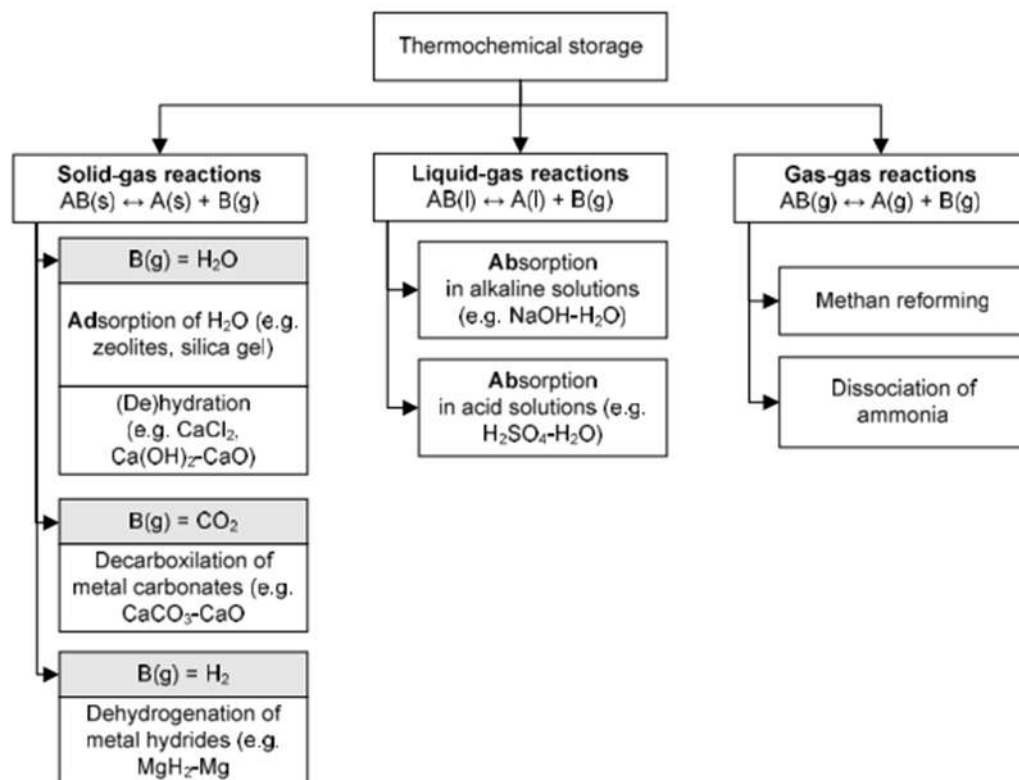 Thermochemical storage
Solid-gas reactions
AB(s) ↔ A(s) + B(g)
B(g) = H₂O
Adsorption of H₂O (e.g.
zeolites, silica gel)
(De)hydration
(e.g. CaCl₂,
Ca(OH)₂-CaO)
B(g) = CO₂
Decarboxilation of
metal carbonates (e.g.
CaCO₃-CaO
B(g) = H₂
Dehydrogenation of
metal hydrides (e.g.
MgH₂-Mg
Liquid-gas reactions
AB(l) ↔ A(l) + B(g)
Absorption
in alkaline solutions
(e.g. NaOH-H₂O)
Absorption
in acid solutions (e.g.
H₂SO₄-H₂O)
Gas-gas reactions
AB(g) ↔ A(g) + B(g)
Methan reforming
Dissociation of
ammonia